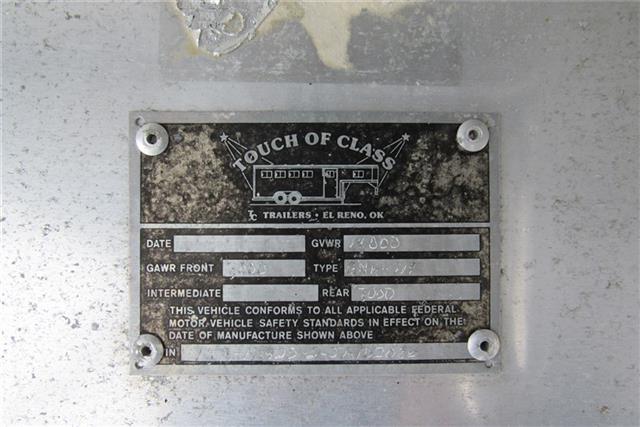 TOUCH OF CLASS
TC TRAILERS • EL RENO, OK
DATE GVWR
GAWR FRONT TYPE
INTERMEDIATE REAR
THIS VEHICLE CONFORMS TO ALL APPLICABLE FEDERAL
MOTOR VEHICLE SAFETY STANDARDS IN EFFECT ON THE
DATE OF MANUFACTURE SHOWN ABOVE